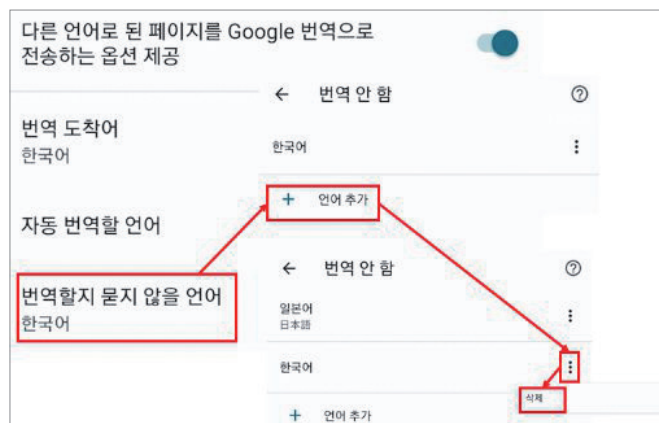 다른 언어로 된 페이지를 Google 번역으로
전송하는 옵션 제공
번역 도착어
한국어
자동 번역할 언어
번역할지 묻지 않을 언어
한국어
번역 안 함
한국어
+ 언어 추가
번역 안 함
일본어
日本語
한국어
삭제
+ 언어 추가